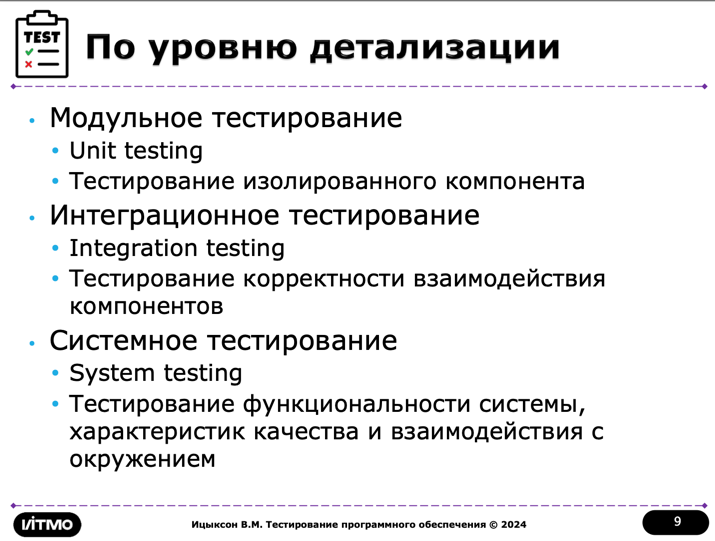 TEST
По уровню детализации
• Модульное тестирование
• Unit testing
• Тестирование изолированного компонента
• Интеграционное тестирование
• Integration testing
• Тестирование корректности взаимодействия
компонентов
• Системное тестирование
• System testing
• Тестирование функциональности системы,
характеристик качества и взаимодействия с
окружением
ИТМО
Ицыксон В.М. Тестирование программного обеспечения © 2024
9